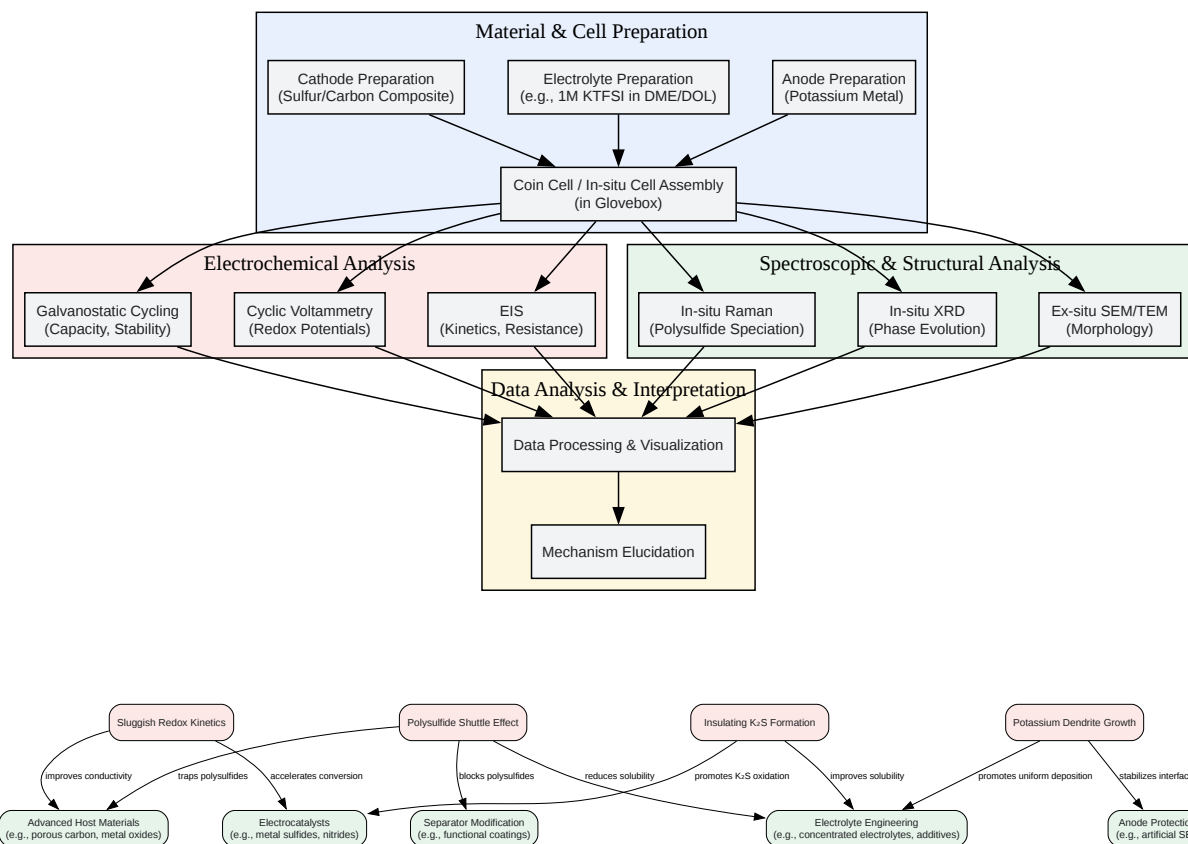 Material & Cell Preparation
Cathode Preparation
(Sulfur/Carbon Composite)
Electrolyte Preparation
(e.g., 1M KTFSI in DME/DOL)
Anode Preparation
(Potassium Metal)
Coin Cell / In-situ Cell Assembly
(in Glovebox)
Electrochemical Analysis
Spectroscopic & Structural Analysis
Galvanostatic Cycling
(Capacity, Stability)
Cyclic Voltammetry
(Redox Potentials)
EIS
(Kinetics, Resistance)
In-situ Raman
(Polysulfide Speciation)
In-situ XRD
(Phase Evolution)
Ex-situ SEM/TEM
(Morphology)
Data Analysis & Interpretation
Data Processing & Visualization
Mechanism Elucidation
Sluggish Redox Kinetics
Polysulfide Shuttle Effect
Insulating K₂S Formation
Potassium Dendrite Growth
improves conductivity
traps polysulfides
accelerates conversion
blocks polysulfides
reduces solubility
promotes K₂S oxidation
improves solubility
promotes uniform deposition
stabilizes
Advanced Host Materials
(e.g., porous carbon, metal oxides)
Electrocatalysts
(e.g., metal sulfides, nitrides)
Separator Modification
(e.g., functional coatings)
Electrolyte Engineering
(e.g., concentrated electrolytes, additives)
Anode
(e.g., artificial